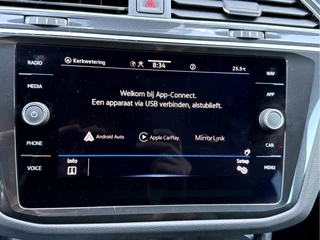 RADIO
MEDIA
PHONE
VOICE
Kerkwetering
8:34
25.5°C
Welkom bij App-Connect.
Een apparaat via USB verbinden, alstublieft.
Android Auto
Apple CarPlay
MirrorLink
Info
Setup
NAV
APP
CAR
MENU